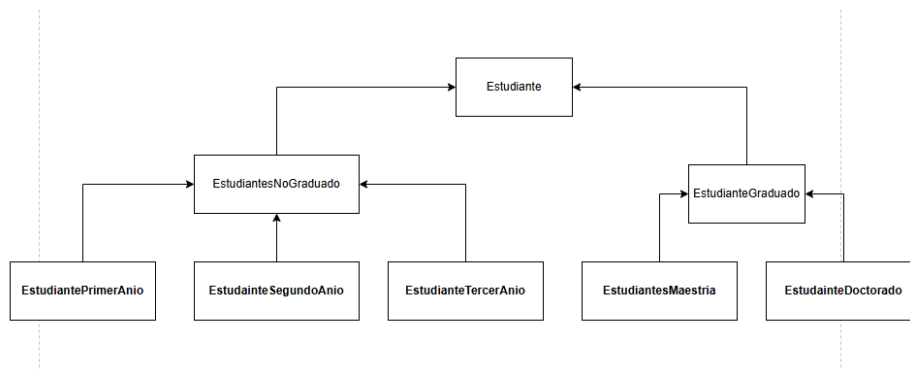 Estudiante
EstudiantesNoGraduado
EstudianteGraduado
EstudiantePrimerAnio
EstudainteSegundoAnio
EstudianteTercerAnio
EstudiantesMaestria
EstudainteDoctorado